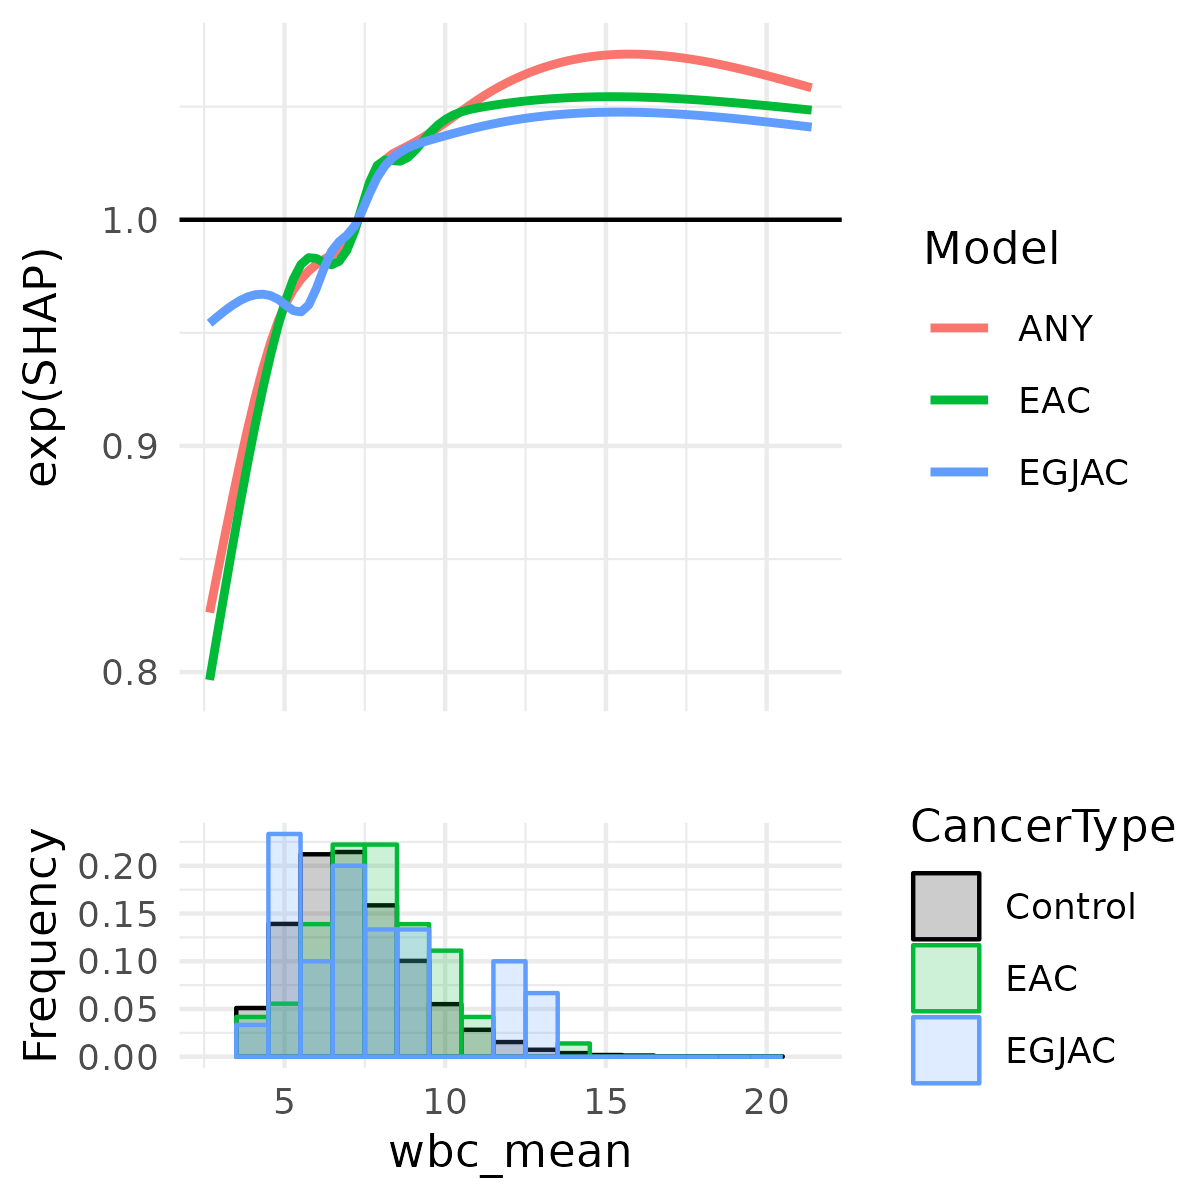 exp(SHAP)
1.0
0.9
0.8
Model
ANY
EAC
EGJAC
Frequency
0.20
0.15
0.10
0.05
0.00
5 10 15 20
wbc_mean
CancerType
Control
EAC
EGJAC